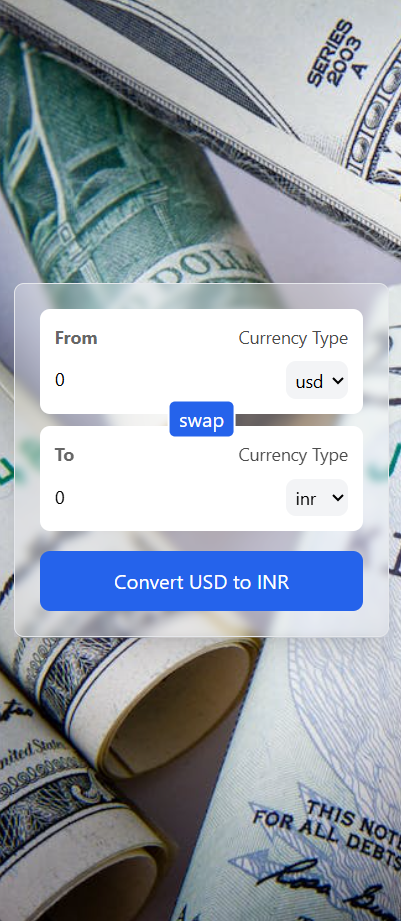 SERIES
2003
A
DOLLA
From
Currency Type
0
usd
swap
To
Currency Type
0
inr
Convert USD to INR
United States
THIS NOTE
FOR ALL DEBTS